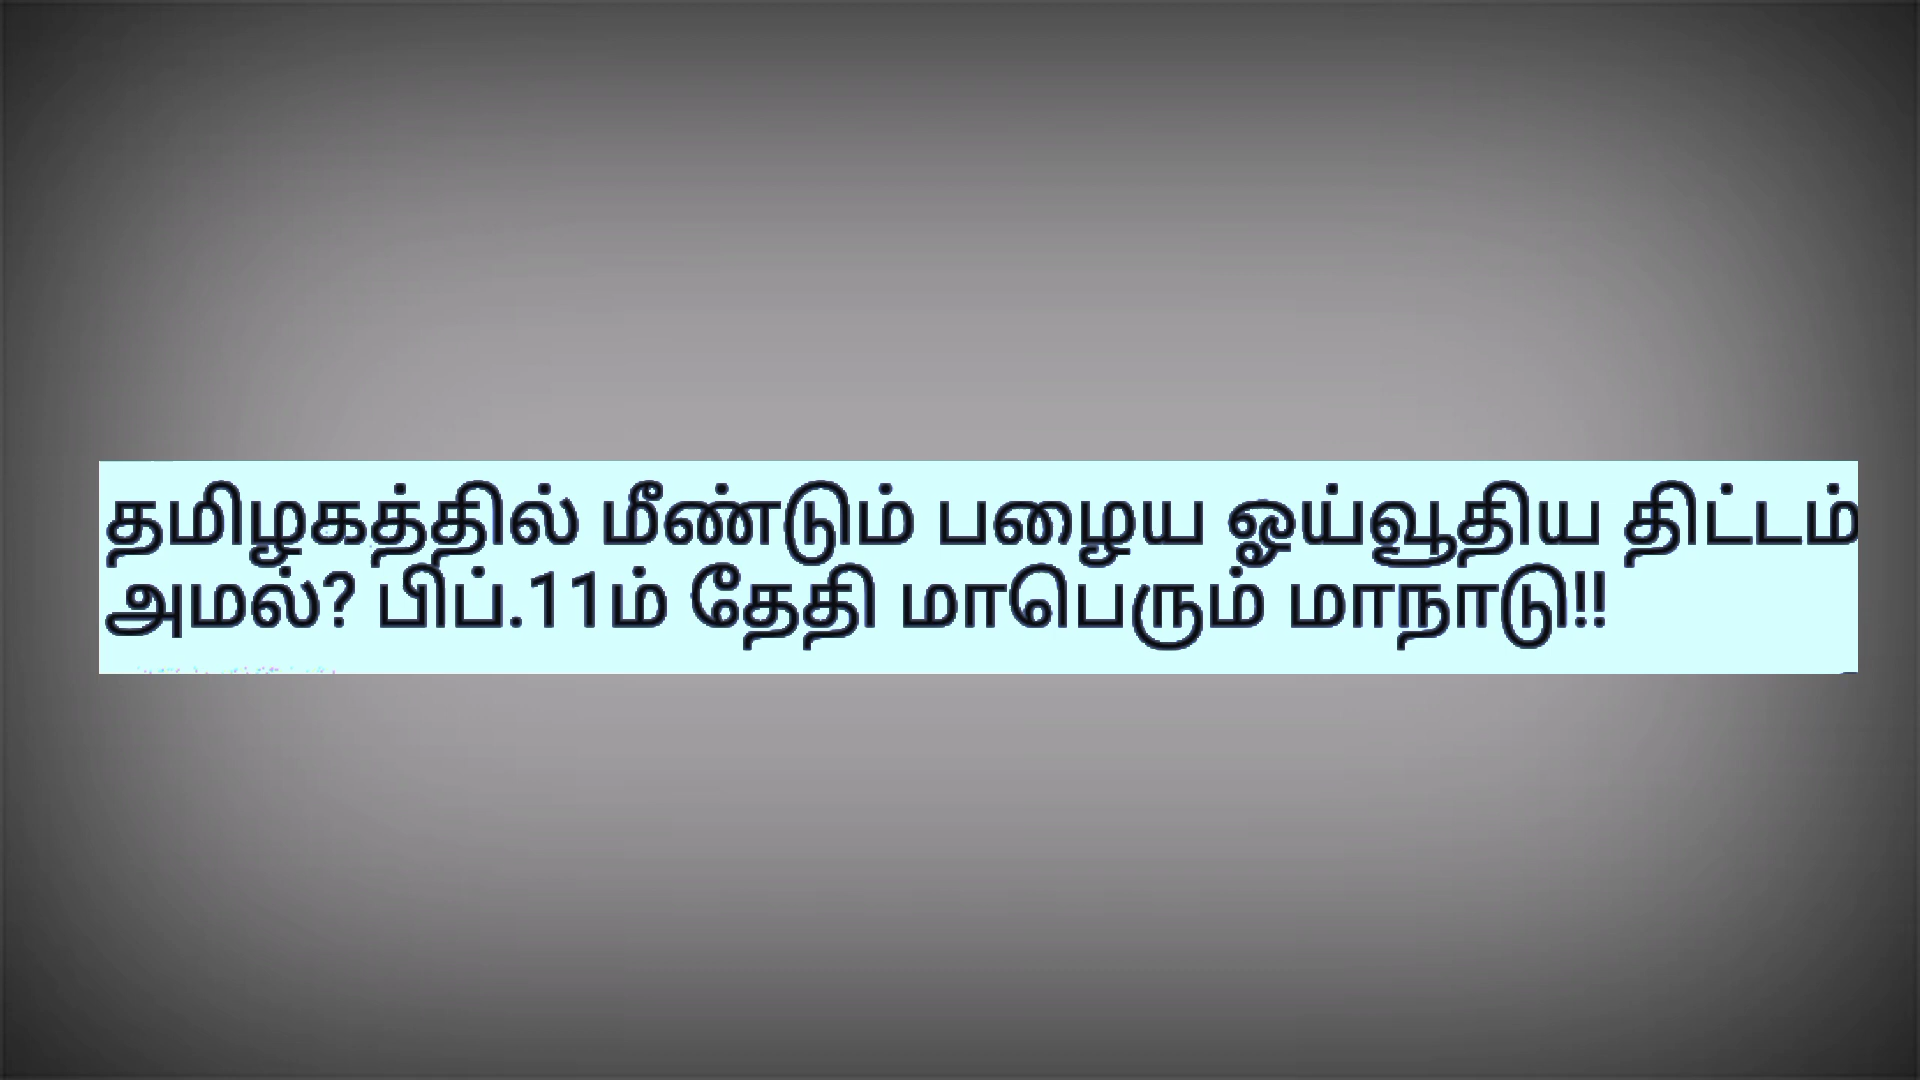 தமிழகத்தில் மீண்டும் பழைய ஓய்வூதிய திட்டம்
அமல்? பிப்.11ம் தேதி மாபெரும் மாநாடு!!